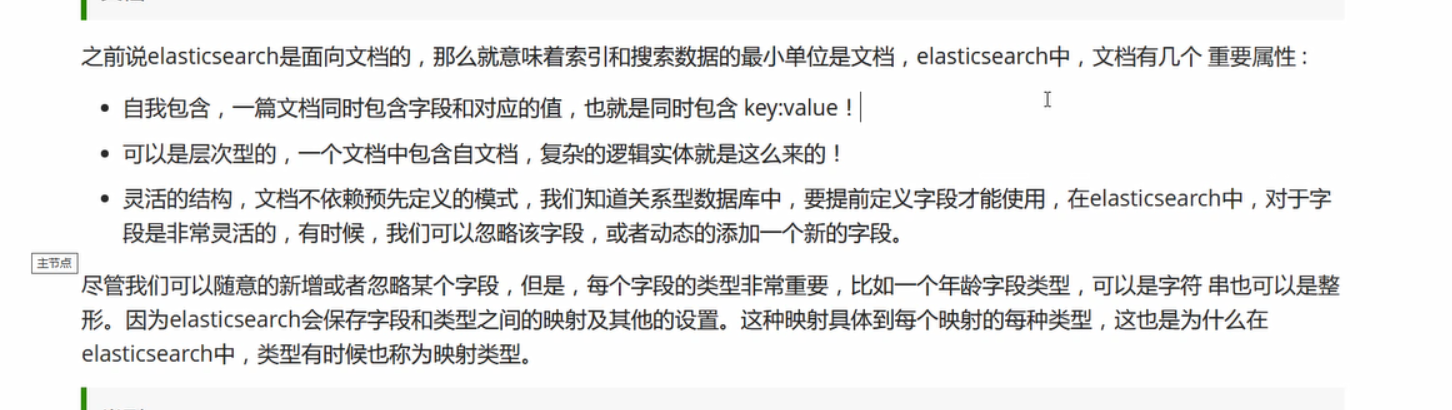 之前说elasticsearch是面向文档的，那么就意味着索引和搜索数据的最小单位是文档，elasticsearch中，文档有几个 重要属性：
自我包含，一篇文档同时包含字段和对应的值，也就是同时包含 key:value！
可以是层次型的，一个文档中包含自文档，复杂的逻辑实体就是这么来的！
灵活的结构，文档不依赖预先定义的模式，我们知道关系型数据库中，要提前定义字段才能使用，在elasticsearch中，对于字
段是非常灵活的，有时候，我们可以忽略该字段，或者动态的添加一个新的字段。
主节点
尽管我们可以随意的新增或者忽略某个字段，但是，每个字段的类型非常重要，比如一个年龄字段类型，可以是字符 串也可以是整
形。因为elasticsearch会保存字段和类型之间的映射及其他的设置。这种映射具体到每个映射的每种类型，这也是为什么在
elasticsearch中，类型有时候也称为映射类型。